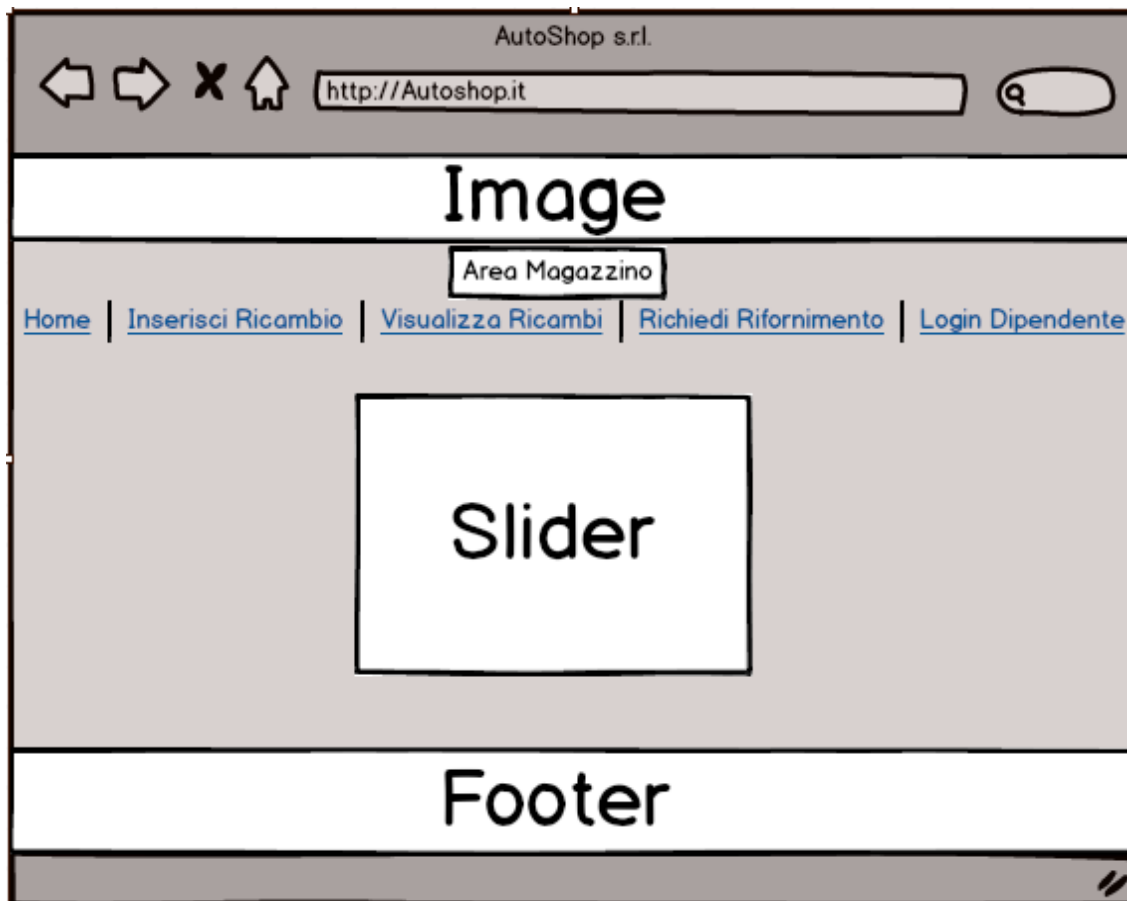 AutoShop s.r.l.
http://Autoshop.it
Image
Area Magazzino
Home | Inserisci Ricambio | Visualizza Ricambi | Richiedi Rifornimento | Login Dipendente
Slider
Footer